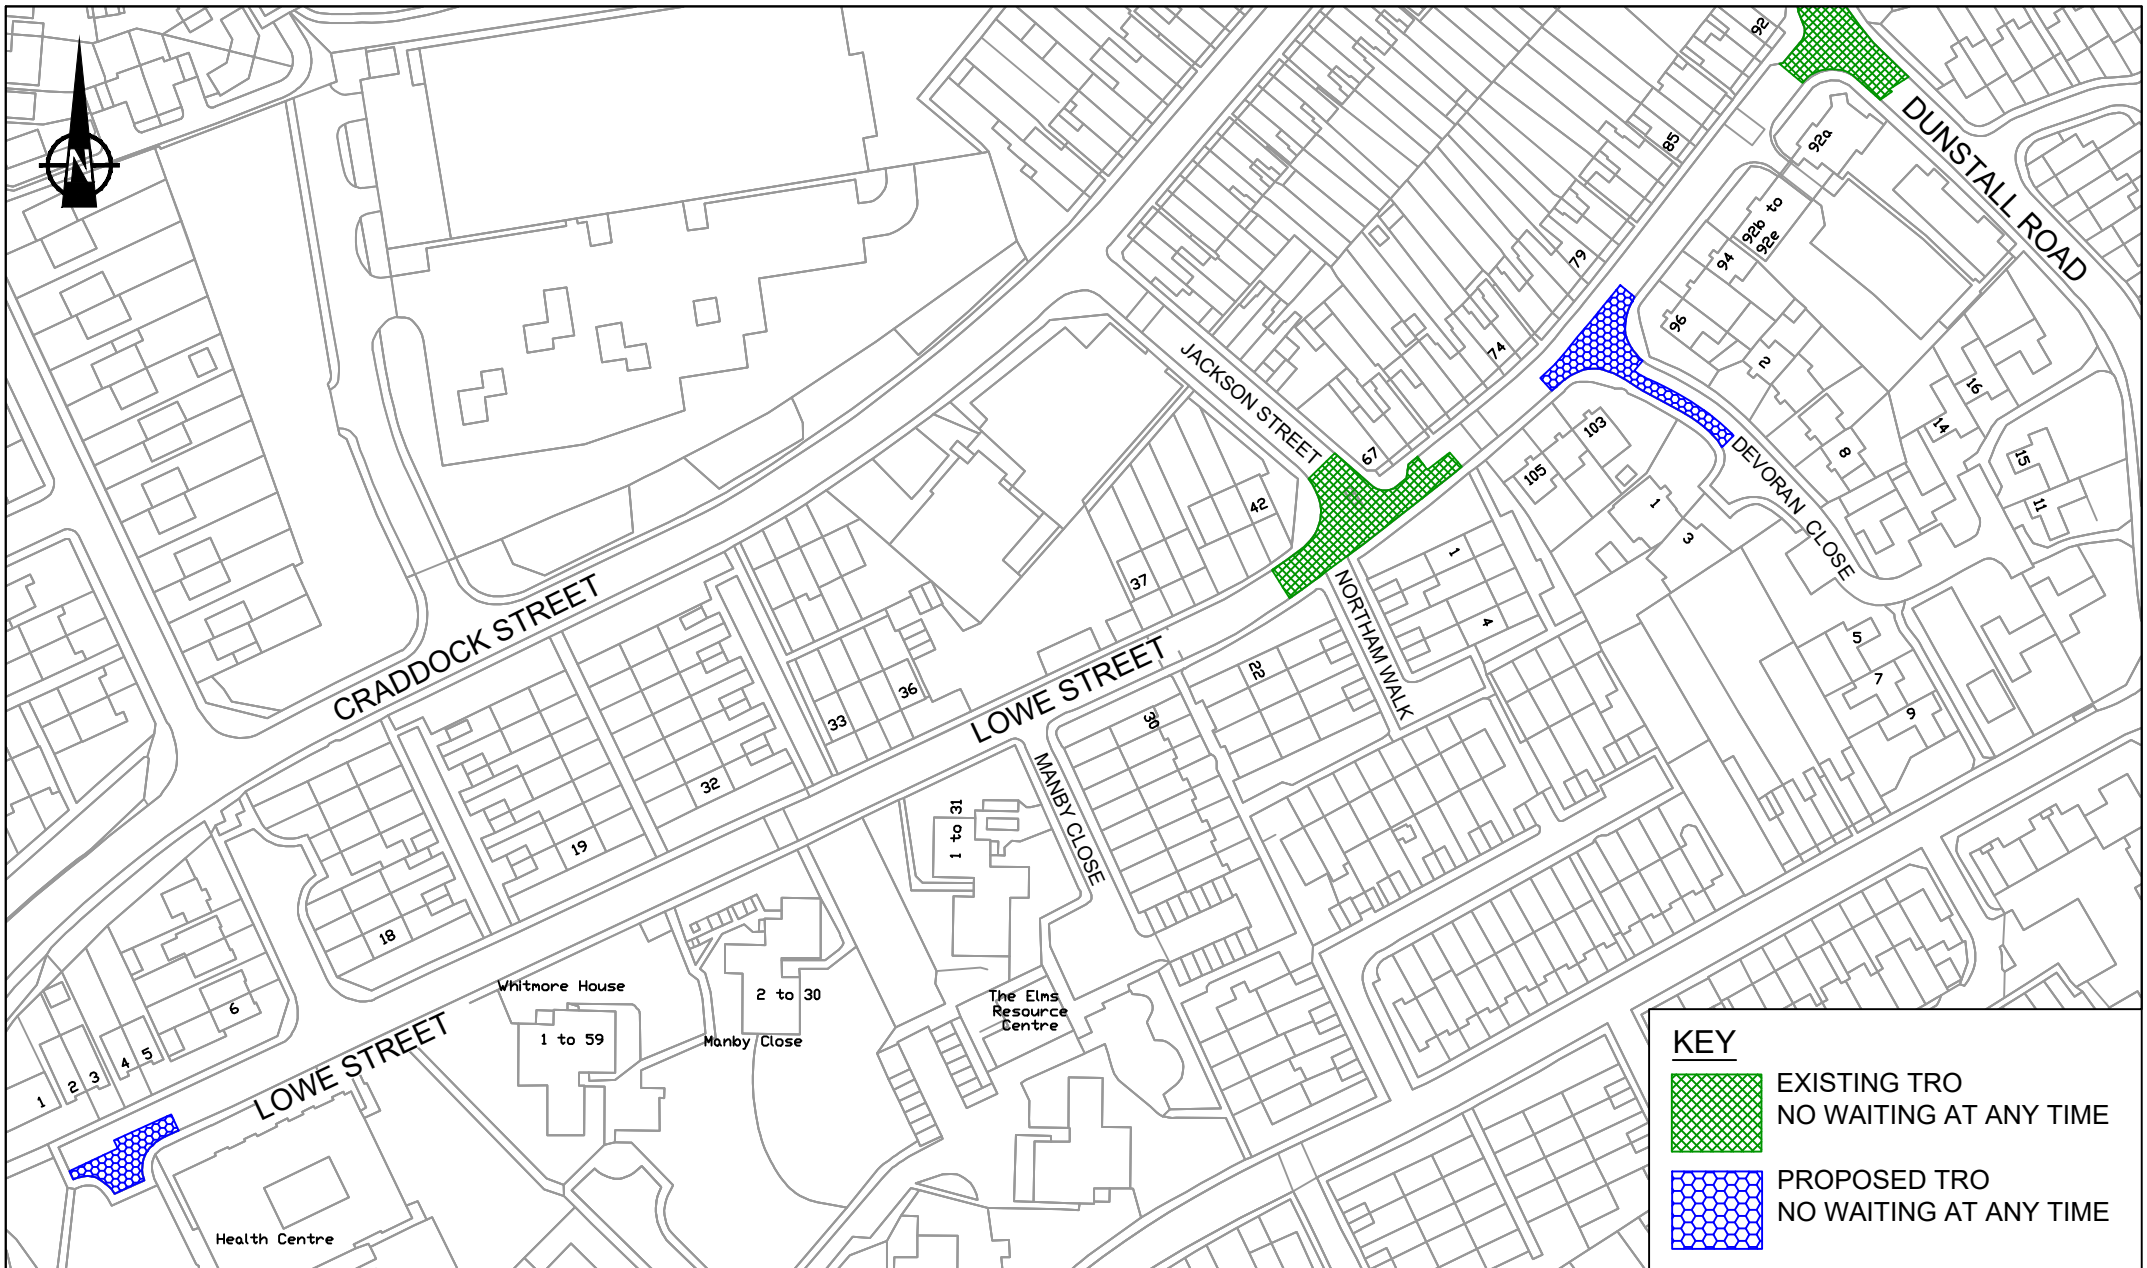 92
DUNSTALL ROAD
92a
85
92b to
92e
94
79
96
N
JACKSON STREET
74
2
16
14
103
67
105
8
15
11
DEVORAN CLOSE
42
1
3
1
37
NORTHAM WALK
4
5
7
9
CRADDOCK STREET
LOWE STREET
22
30
36
33
32
MANBY CLOSE
1 to 31
19
18
Whitmore House
1 to 59
2 to 30
Manby Close
The Elms
Resource
Centre
6
5
4
3
2
1
LOWE STREET
Health Centre
KEY
EXISTING TRO
NO WAITING AT ANY TIME
PROPOSED TRO
NO WAITING AT ANY TIME